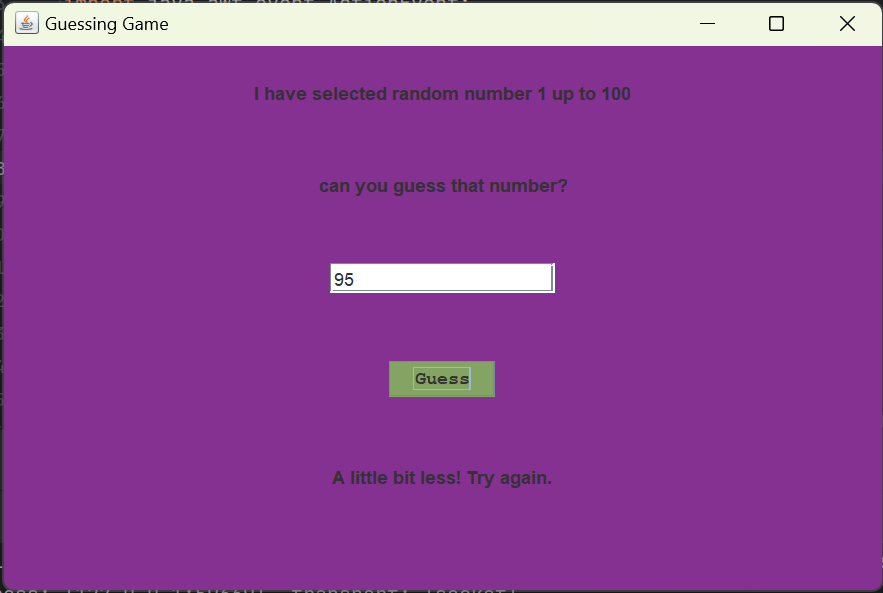 Guessing Game
I have selected random number 1 up to 100
can you guess that number?
95
Guess
A little bit less! Try again.